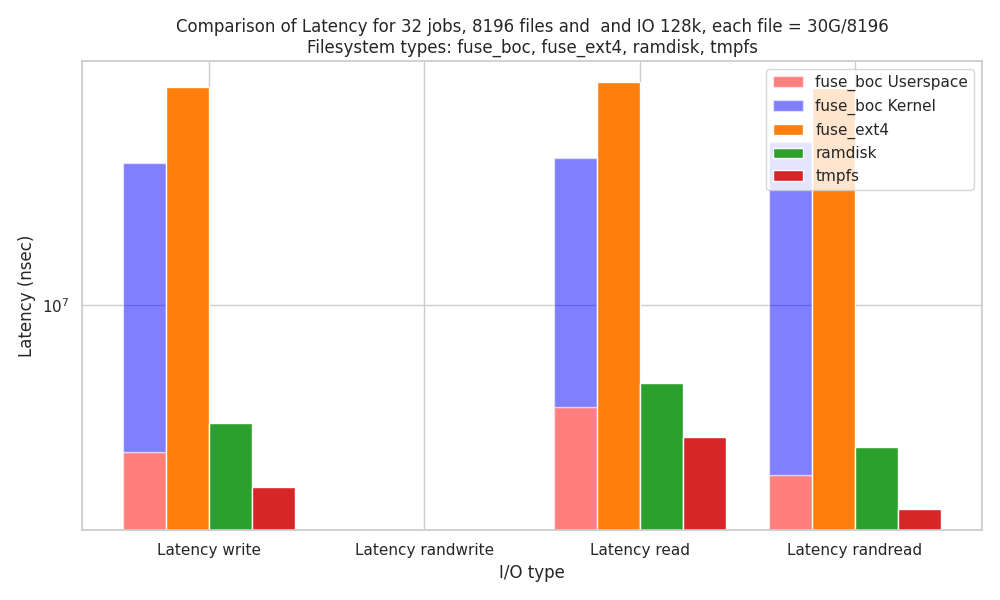 Comparison of Latency for 32 jobs, 8196 files and  and IO 128k, each file = 30G/8196
Filesystem types: fuse_boc, fuse_ext4, ramdisk, tmpfs
fuse_boc Userspace
fuse_boc Kernel
fuse_ext4
ramdisk
tmpfs
Latency (nsec)
10⁷
Latency write
Latency randwrite
Latency read
Latency randread
I/O type